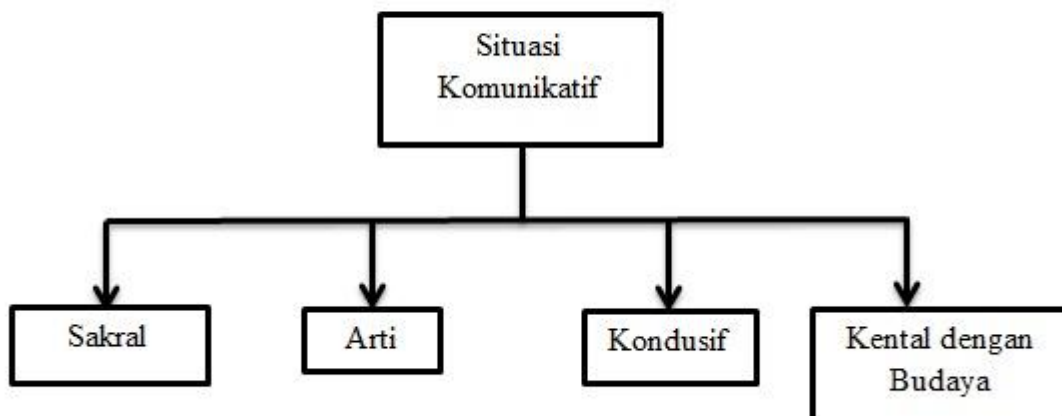 Situasi
Komunikatif
Sakral
Arti
Kondusif
Kental dengan
Budaya